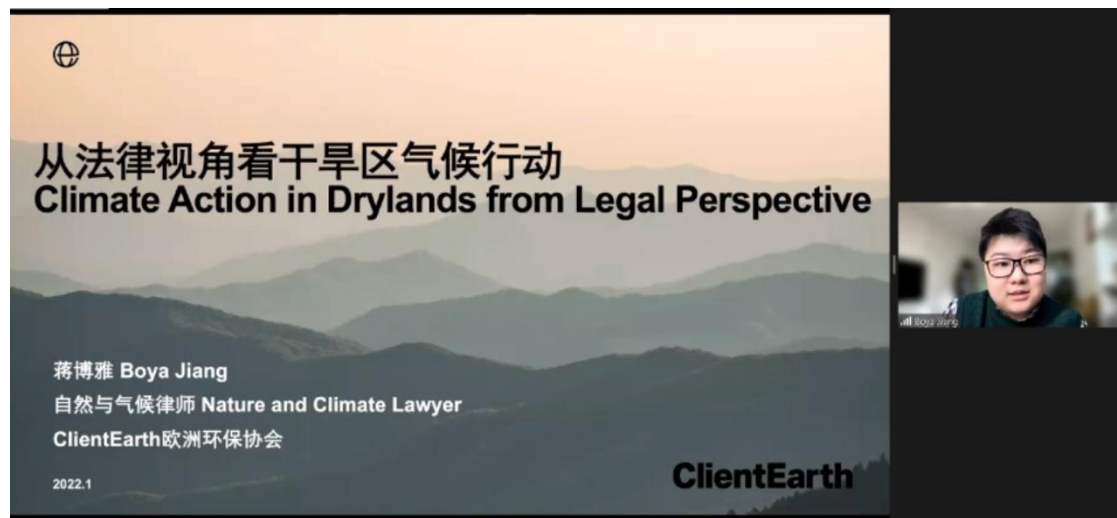 从法律视角看干旱区气候行动
Climate Action in Drylands from Legal Perspective
蒋博雅 Boya Jiang
自然与气候律师 Nature and Climate Lawyer
ClientEarth欧洲环保协会
2022.1
ClientEarth
Boya Jiang